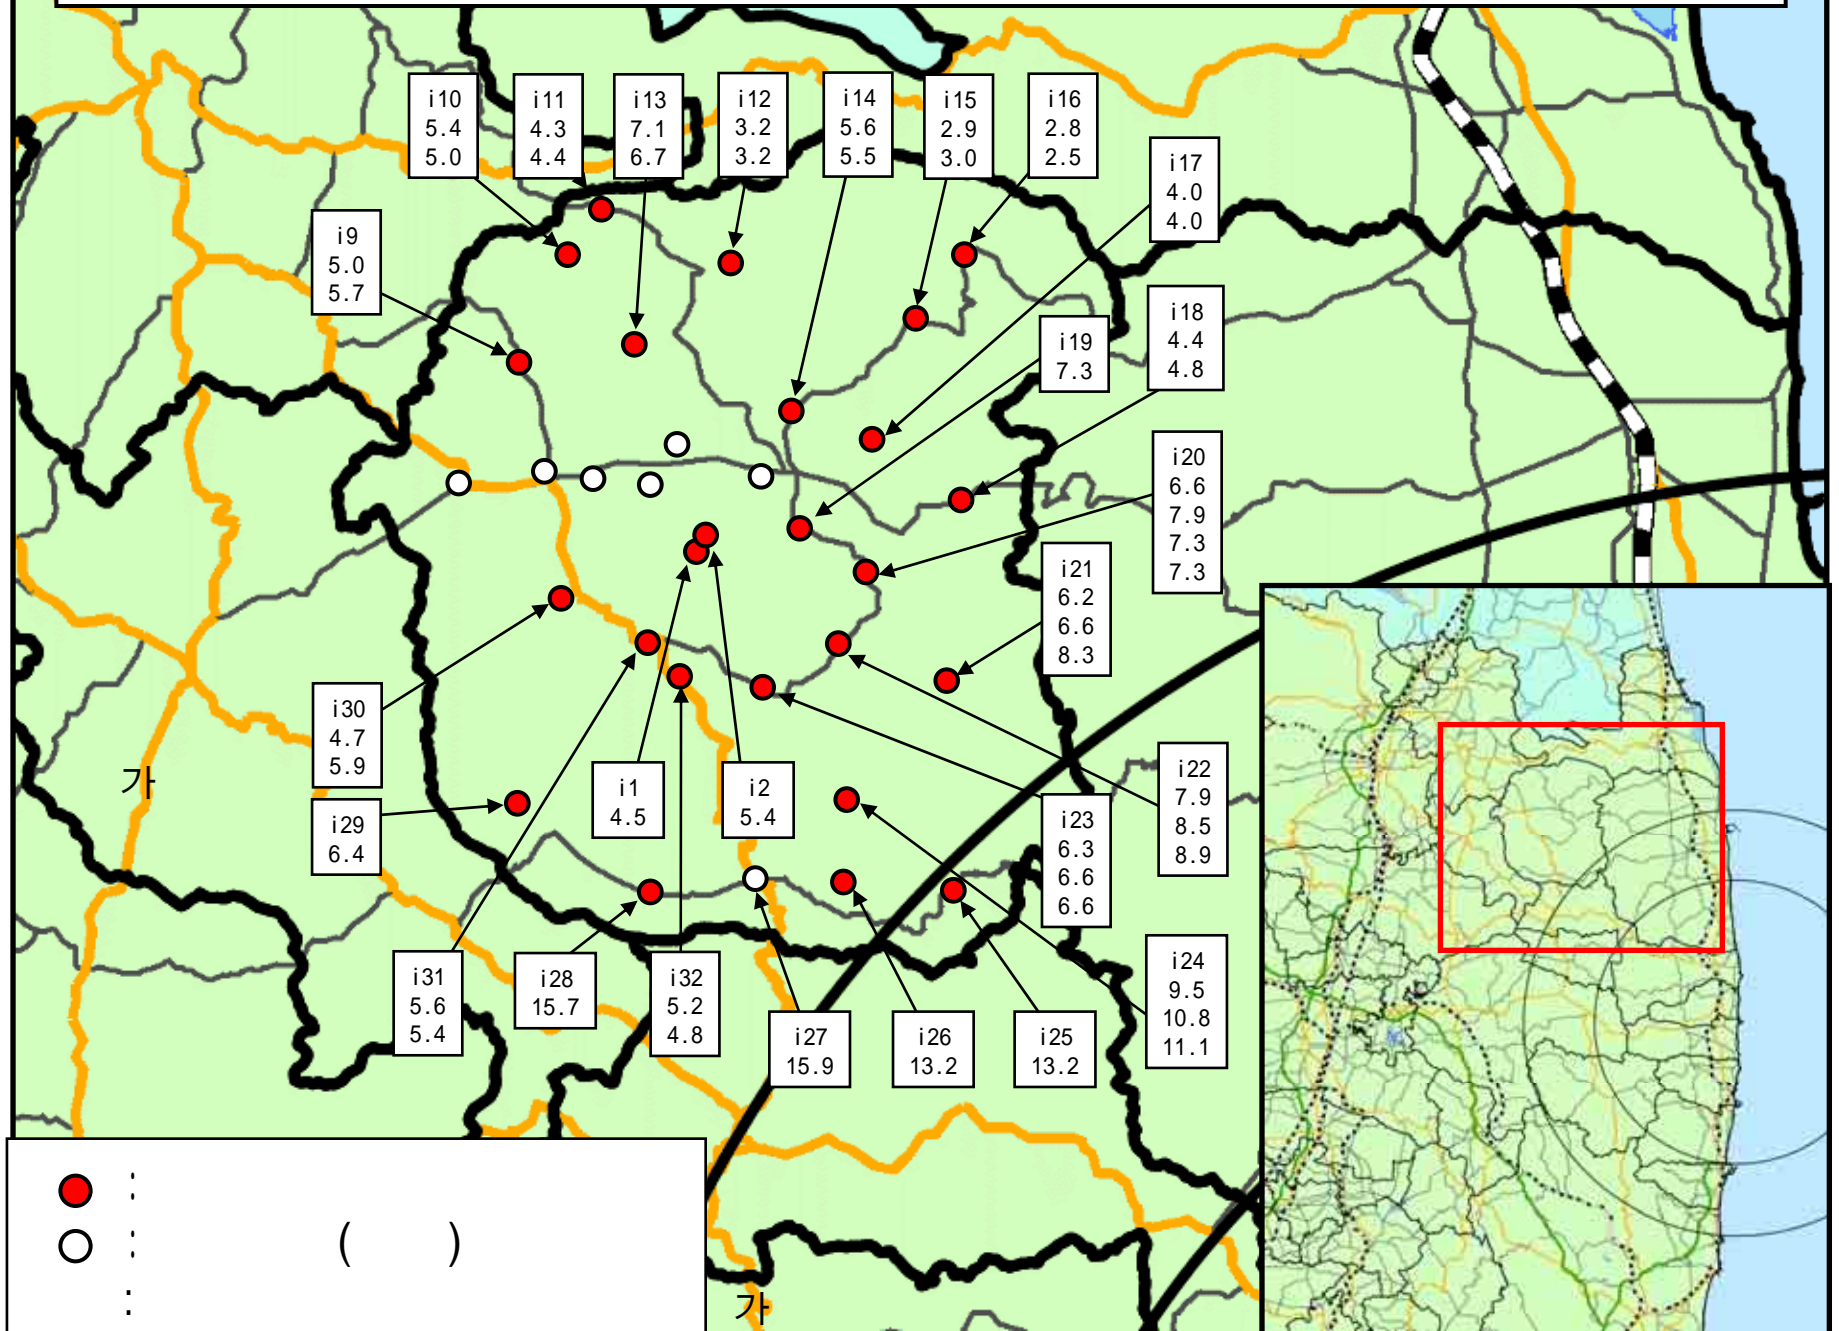 i10
5.4
5.0
i11
4.3
4.4
i13
7.1
6.7
i12
3.2
3.2
i14
5.6
5.5
i15
2.9
3.0
i16
2.8
2.5
i17
4.0
4.0
i9
5.0
5.7
i18
4.4
4.8
i19
7.3
i20
6.6
7.9
7.3
7.3
i21
6.2
6.6
8.3
i30
4.7
5.9
가
i29
6.4
i1
4.5
i2
5.4
i22
7.9
8.5
8.9
i23
6.3
6.6
6.6
i24
9.5
10.8
11.1
i31
5.6
5.4
i28
15.7
i32
5.2
4.8
i27
15.9
i26
13.2
i25
13.2
:
: ( )
:
가